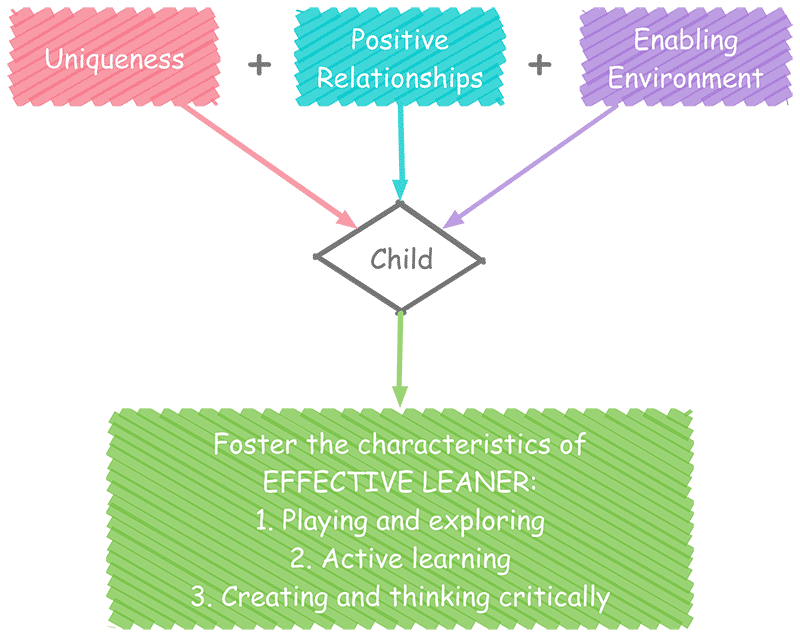 Uniqueness
+
Positive
Relationships
+
Enabling
Environment
Child
Foster the characteristics of
EFFECTIVE LEANER:
1. Playing and exploring
2. Active learning
3. Creating and thinking critically